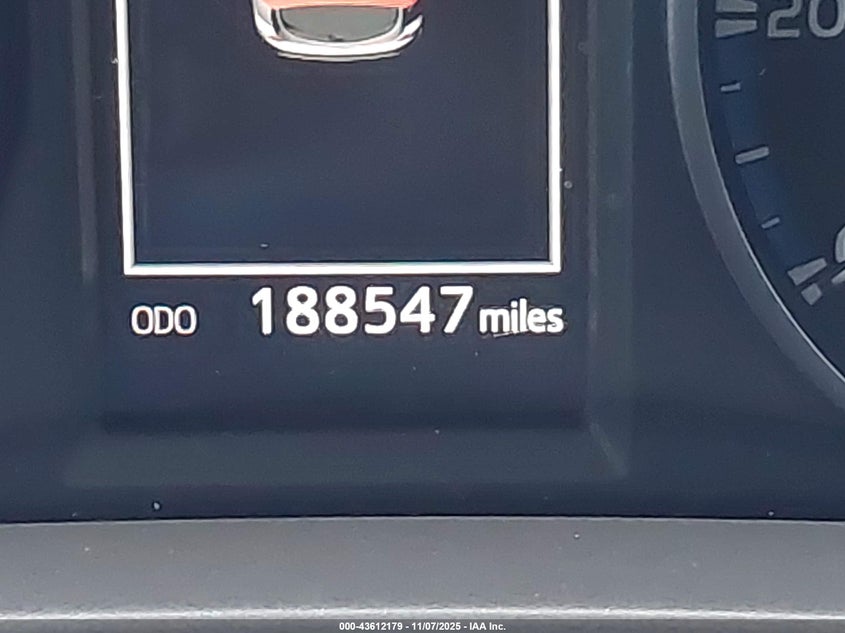 20
ODO 188547 miles
000-43612179 - 11/07/2025 - IAA Inc.